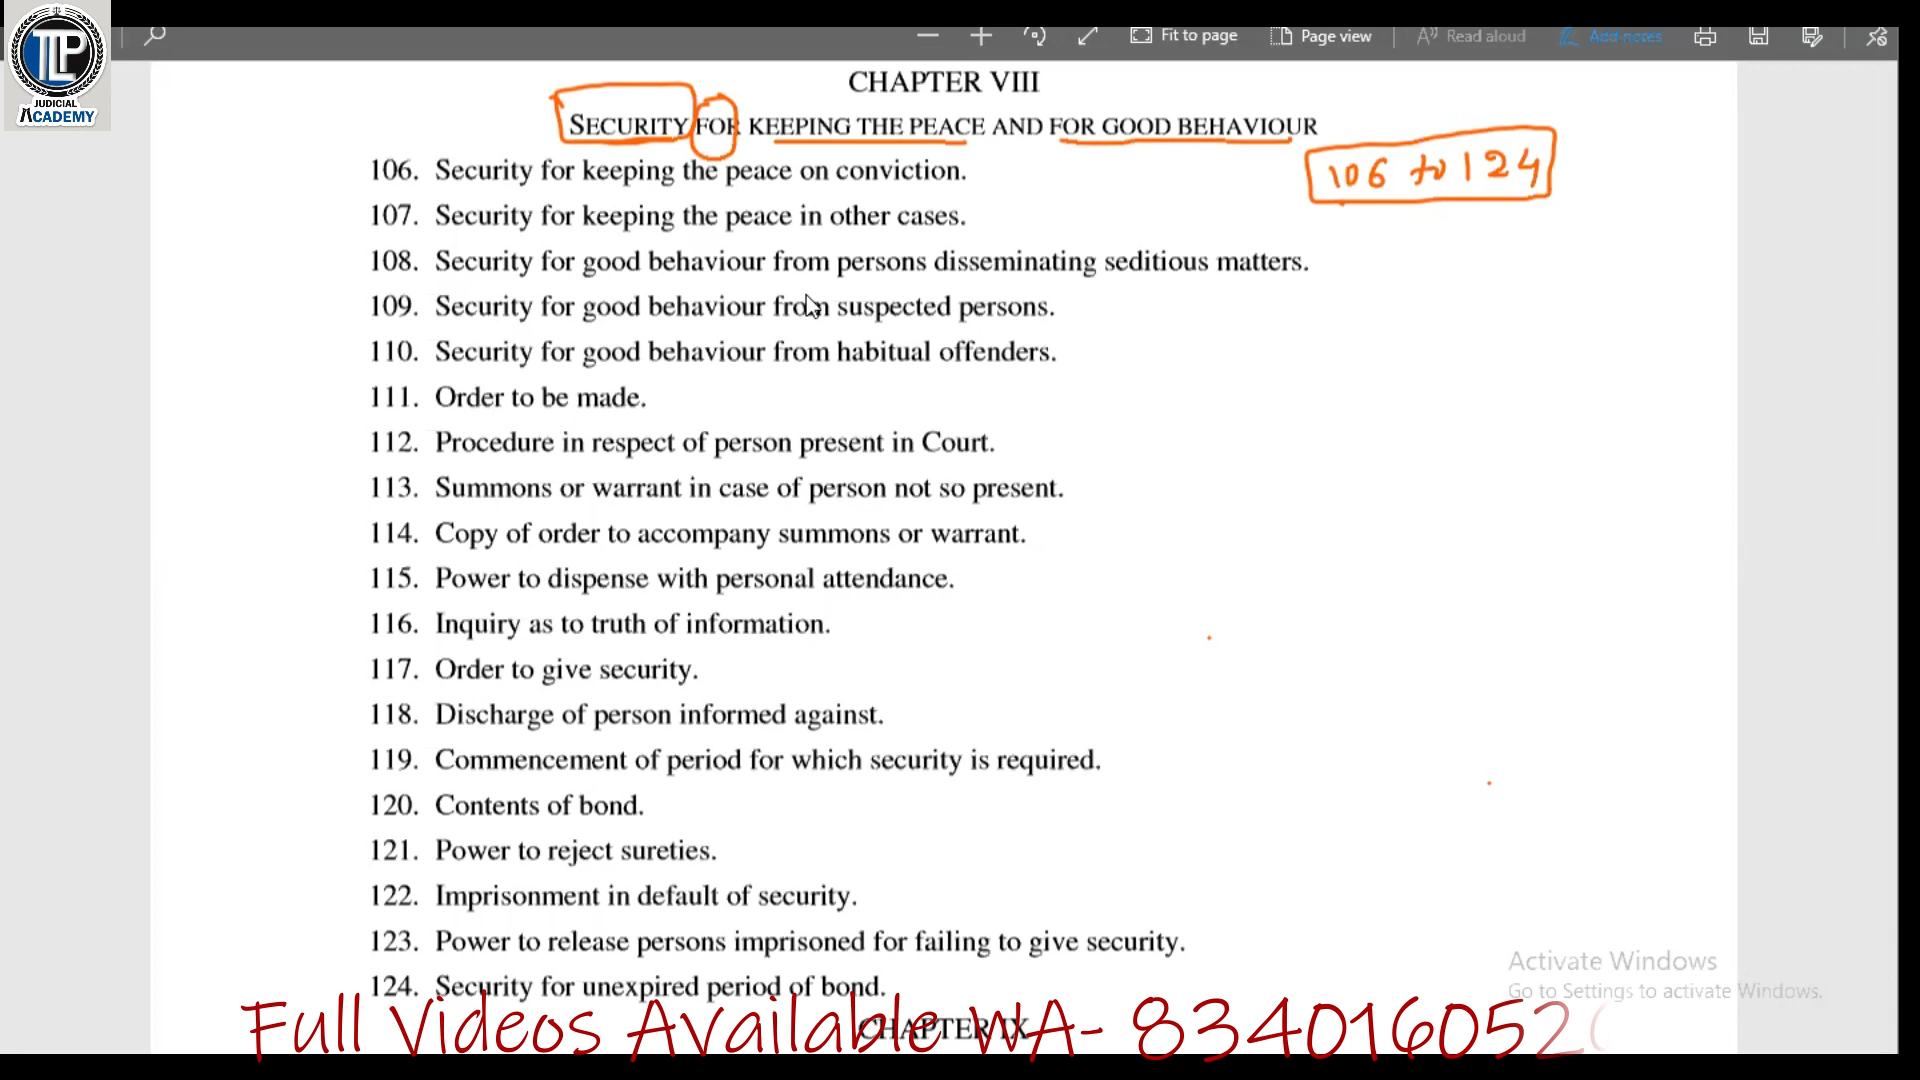 TLP
JUDICIAL
ACADEMY
Fit to page
Page view
Read aloud
Add notes
CHAPTER VIII
SECURITY FOR KEEPING THE PEACE AND FOR GOOD BEHAVIOUR
106 to 124
106. Security for keeping the peace on conviction.
107. Security for keeping the peace in other cases.
108. Security for good behaviour from persons disseminating seditious matters.
109. Security for good behaviour from suspected persons.
110. Security for good behaviour from habitual offenders.
111. Order to be made.
112. Procedure in respect of person present in Court.
113. Summons or warrant in case of person not so present.
114. Copy of order to accompany summons or warrant.
115. Power to dispense with personal attendance.
116. Inquiry as to truth of information.
117. Order to give security.
118. Discharge of person informed against.
119. Commencement of period for which security is required.
120. Contents of bond.
121. Power to reject sureties.
122. Imprisonment in default of security.
123. Power to release persons imprisoned for failing to give security.
124. Security for unexpired period of bond.
CHAPTER IX
Activate Windows
Go to Settings to activate Windows.
Full Videos Available WA- 834016052